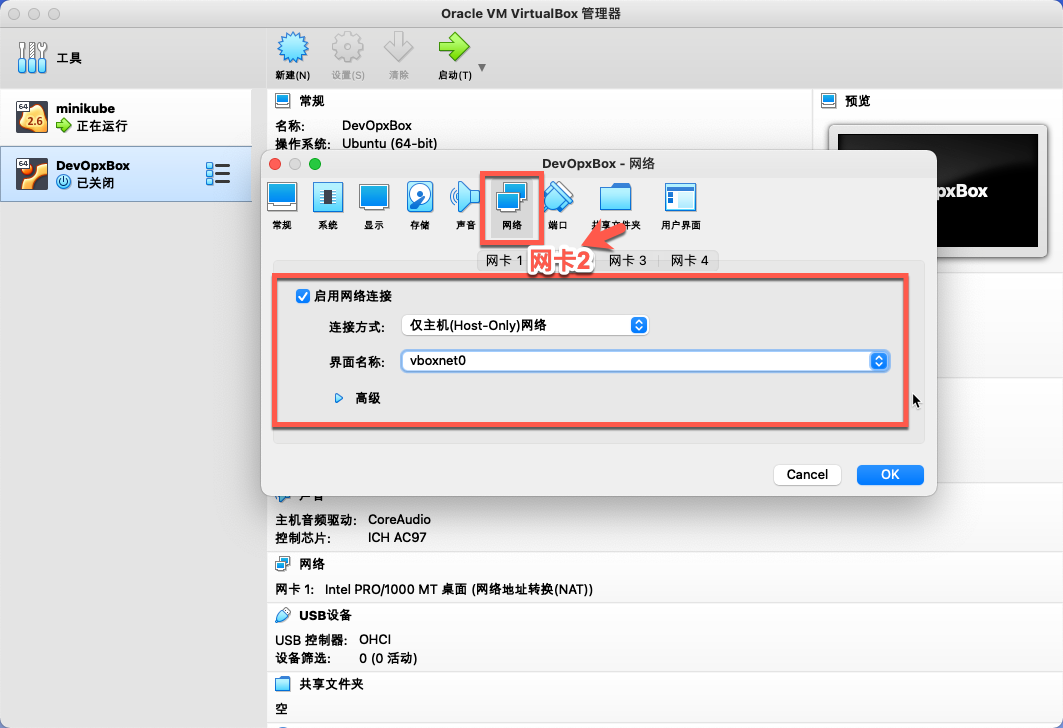 Oracle VM VirtualBox 管理器
工具
新建(N)
设置(S)
清除
启动(T)
64
2.6
minikube
正在运行
64
DevOpxBox
已关闭
常规
名称: DevOpxBox
操作系统: Ubuntu (64-bit)
预览
pxBox
DevOpxBox - 网络
常规
系统
显示
存储
声音
网络
端口
共享文件夹
用户界面
网卡 1
网卡2
网卡 3
网卡 4
启用网络连接
连接方式: 仅主机(Host-Only)网络
界面名称: vboxnet0
高级
Cancel
OK
声音
主机音频驱动: CoreAudio
控制芯片: ICH AC97
网络
网卡 1: Intel PRO/1000 MT 桌面 (网络地址转换(NAT))
USB设备
USB 控制器: OHCI
设备筛选: 0 (0 活动)
共享文件夹
空